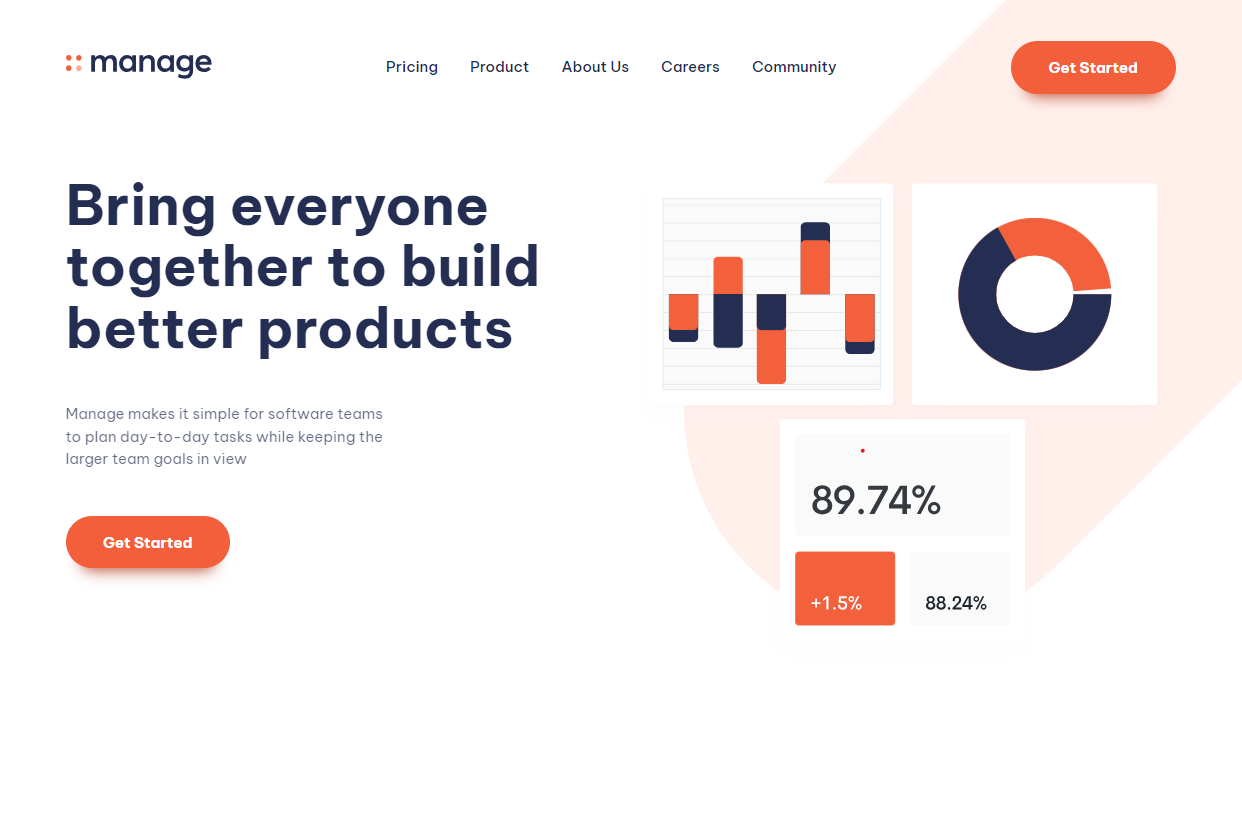 manage
Pricing
Product
About Us
Careers
Community
Get Started
Bring everyone
together to build
better products
Manage makes it simple for software teams
to plan day-to-day tasks while keeping the
larger team goals in view
Get Started
89.74%
+1.5%
88.24%